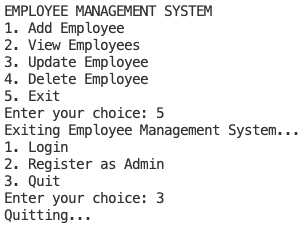 EMPLOYEE MANAGEMENT SYSTEM
1. Add Employee
2. View Employees
3. Update Employee
4. Delete Employee
5. Exit
Enter your choice: 5
Exiting Employee Management System...
1. Login
2. Register as Admin
3. Quit
Enter your choice: 3
Quitting...